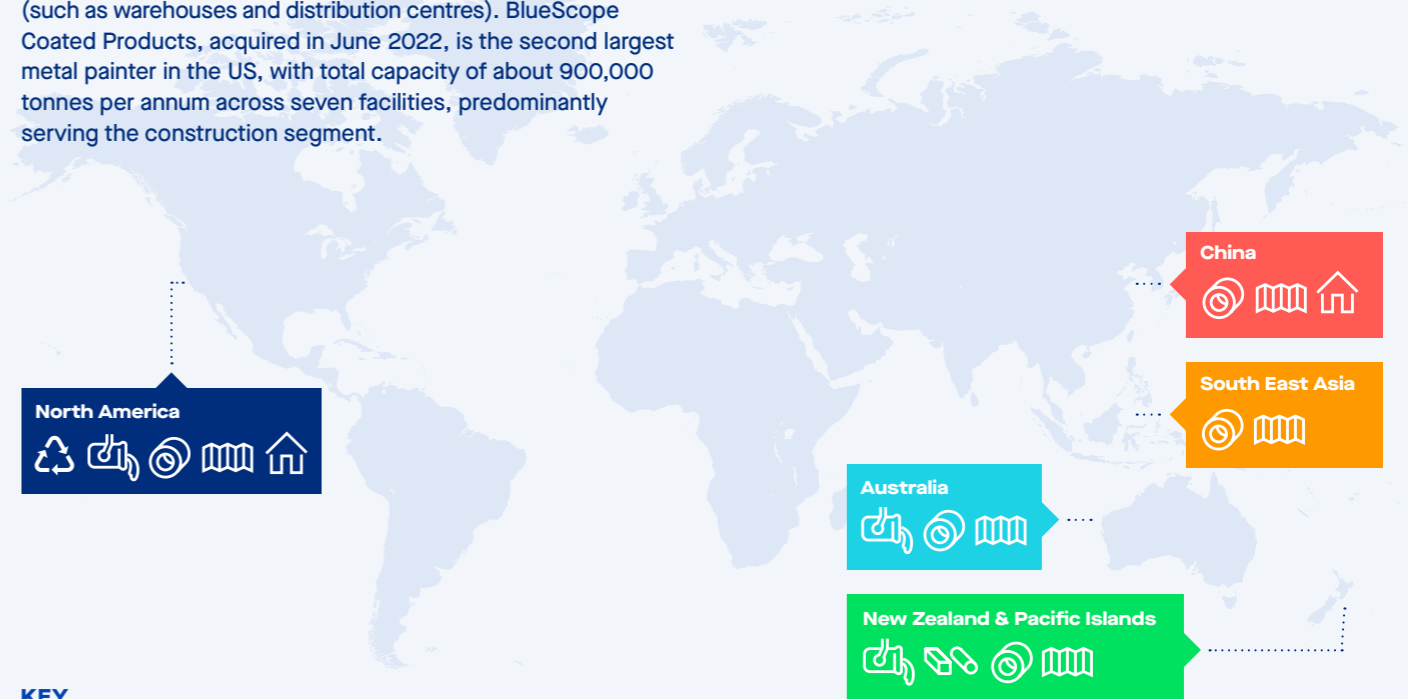 (such as warehouses and distribution centres). BlueScope
Coated Products, acquired in June 2022, is the second largest
metal painter in the US, with total capacity of about 900,000
tonnes per annum across seven facilities, predominantly
serving the construction segment.
China
South East Asia
North America
Australia
New Zealand & Pacific Islands
KEY